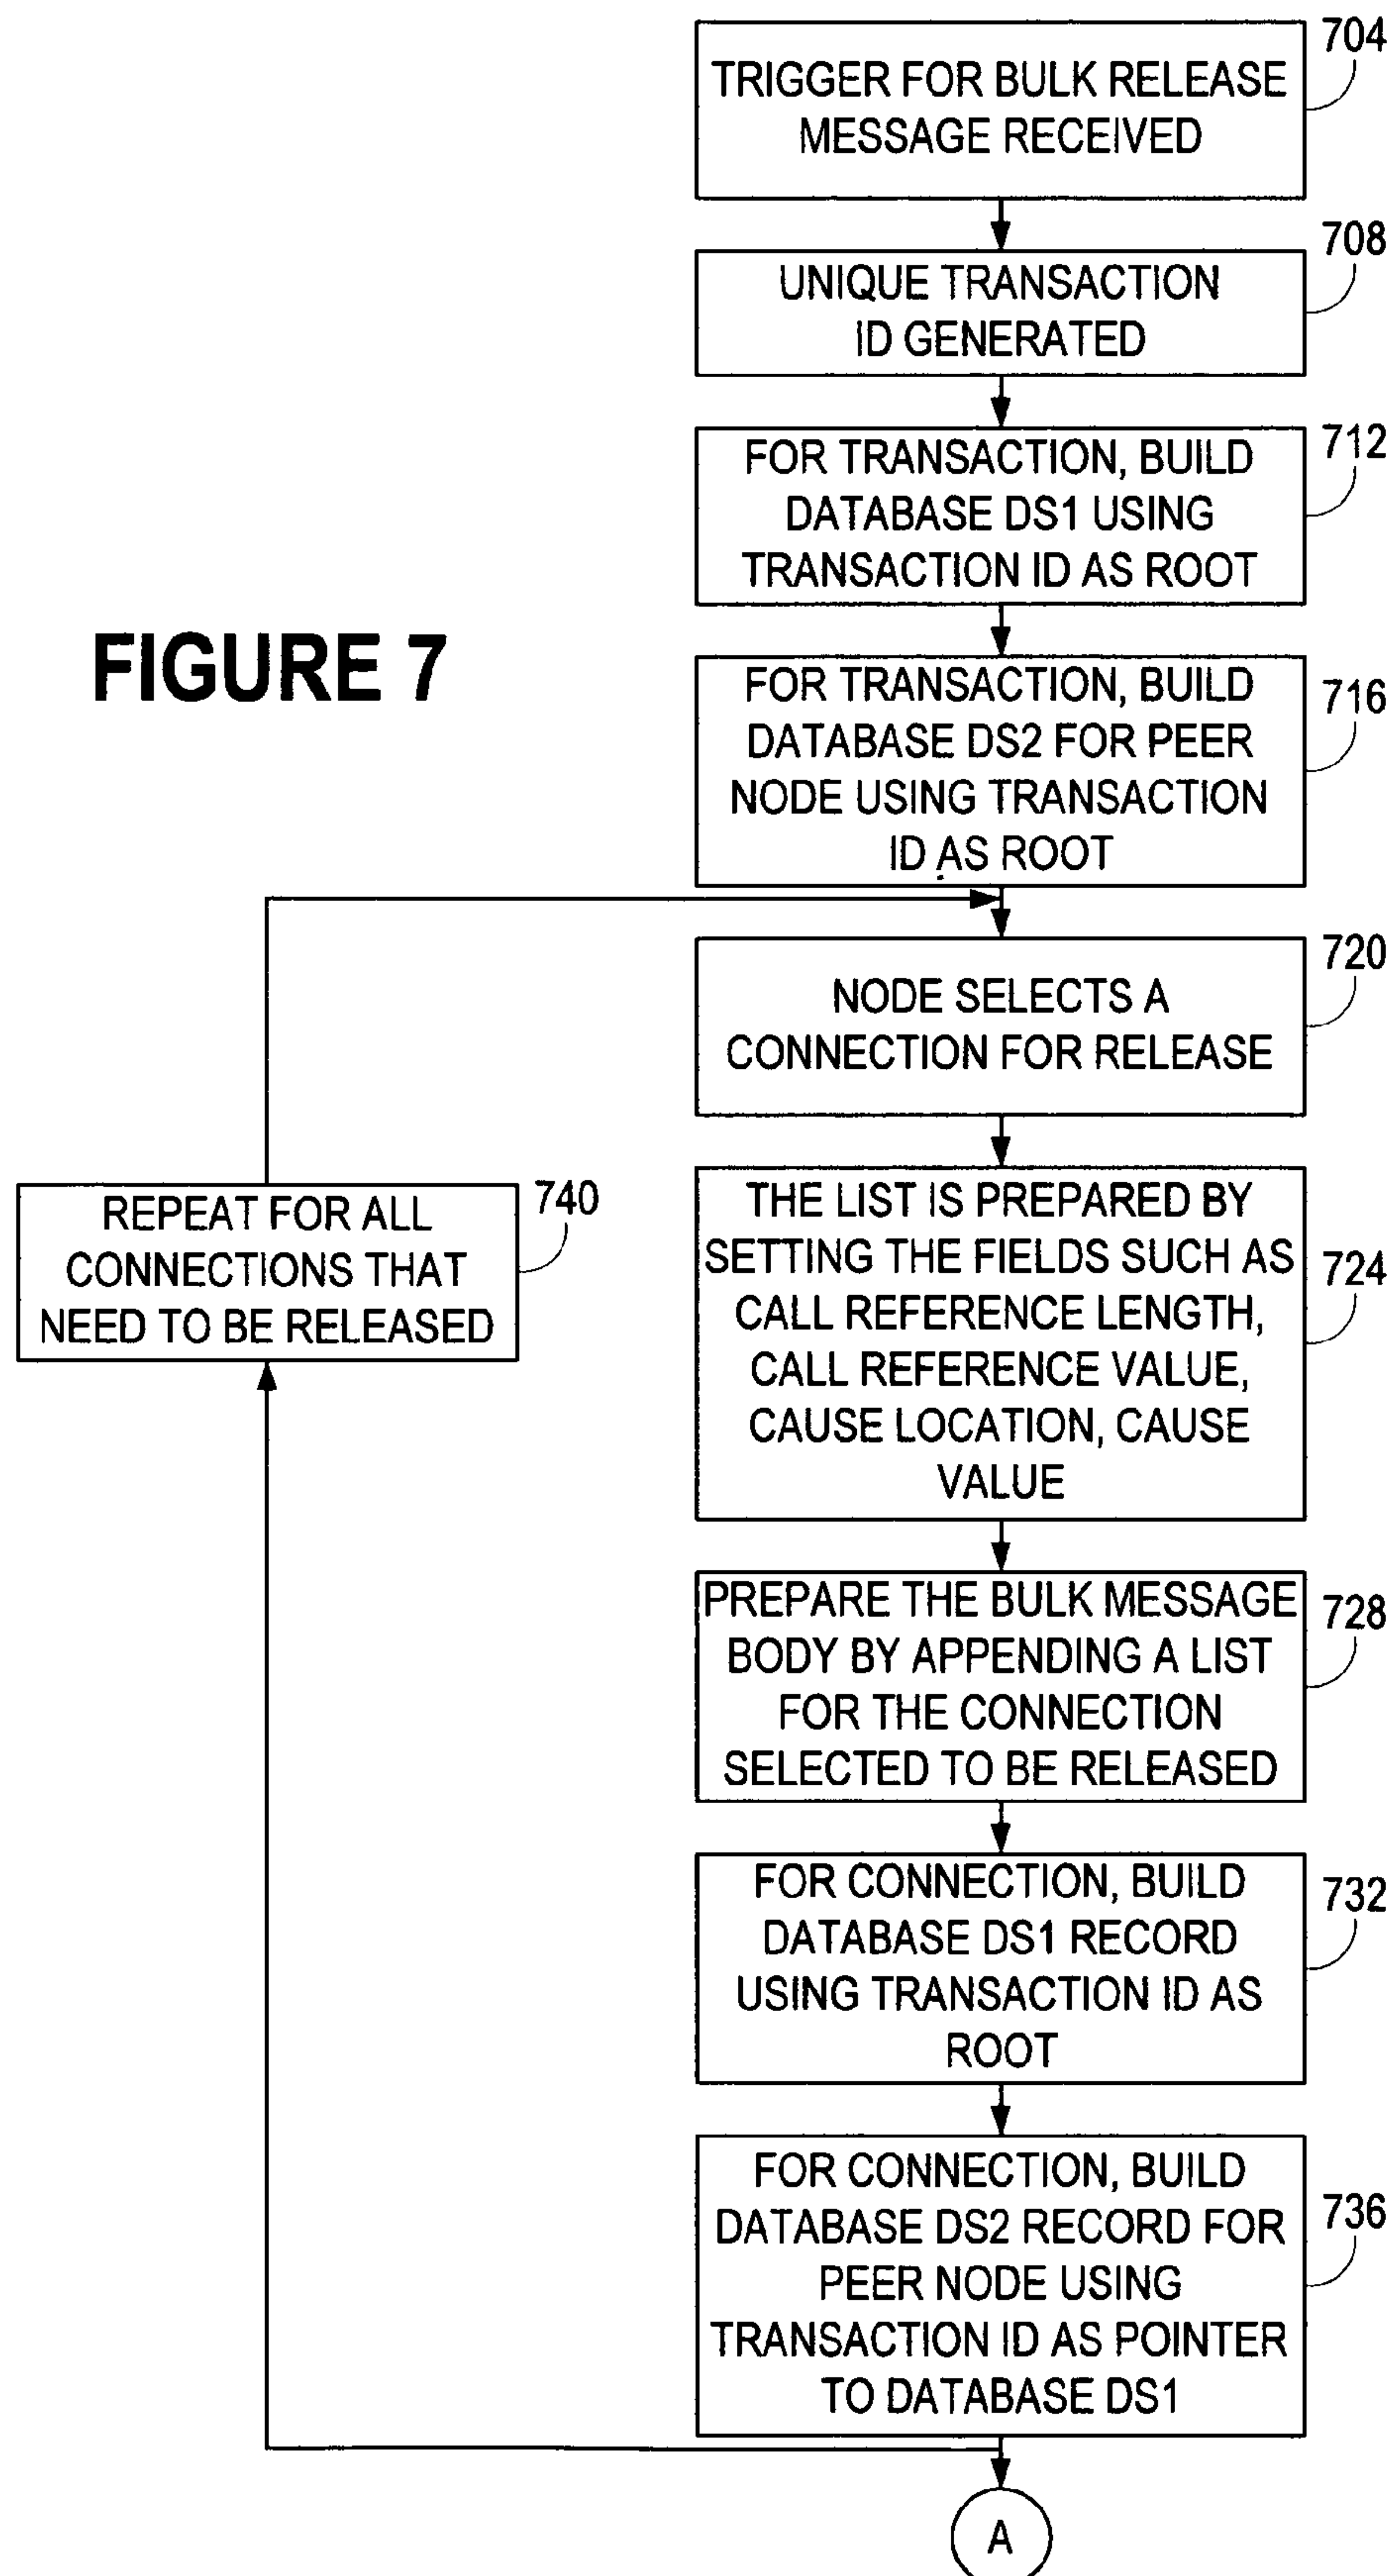 704
TRIGGER FOR BULK RELEASE
MESSAGE RECEIVED
708
UNIQUE TRANSACTION
ID GENERATED
712
FOR TRANSACTION, BUILD
DATABASE DS1 USING
TRANSACTION ID AS ROOT
FIGURE 7
716
FOR TRANSACTION, BUILD
DATABASE DS2 FOR PEER
NODE USING TRANSACTION
ID AS ROOT
720
NODE SELECTS A
CONNECTION FOR RELEASE
740
REPEAT FOR ALL
CONNECTIONS THAT
NEED TO BE RELEASED
724
THE LIST IS PREPARED BY
SETTING THE FIELDS SUCH AS
CALL REFERENCE LENGTH,
CALL REFERENCE VALUE,
CAUSE LOCATION, CAUSE
VALUE
728
PREPARE THE BULK MESSAGE
BODY BY APPENDING A LIST
FOR THE CONNECTION
SELECTED TO BE RELEASED
732
FOR CONNECTION, BUILD
DATABASE DS1 RECORD
USING TRANSACTION ID AS
ROOT
736
FOR CONNECTION, BUILD
DATABASE DS2 RECORD FOR
PEER NODE USING
TRANSACTION ID AS POINTER
TO DATABASE DS1
A